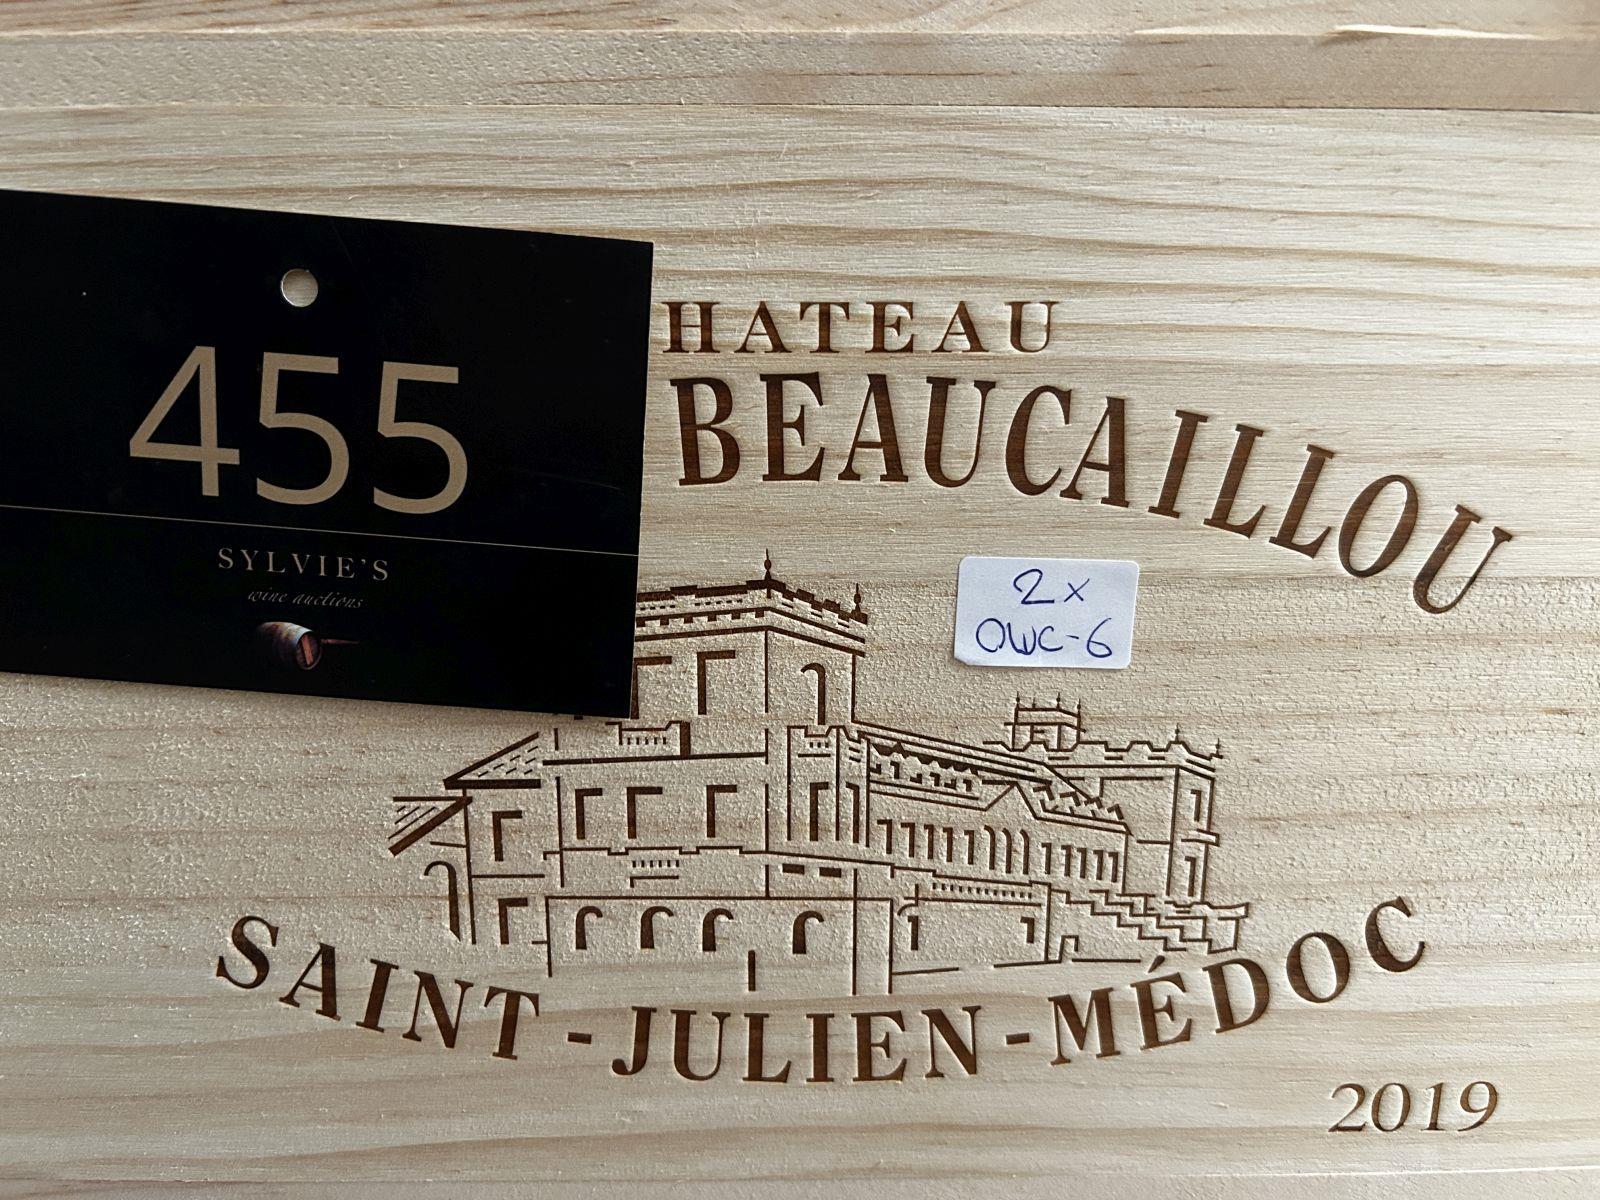 455
SYLVIE'S
wine auctions
HATEAU
BEAUCAILLOU
2x
OWC-6
SAINT-JULIEN-MÉDOC
2019